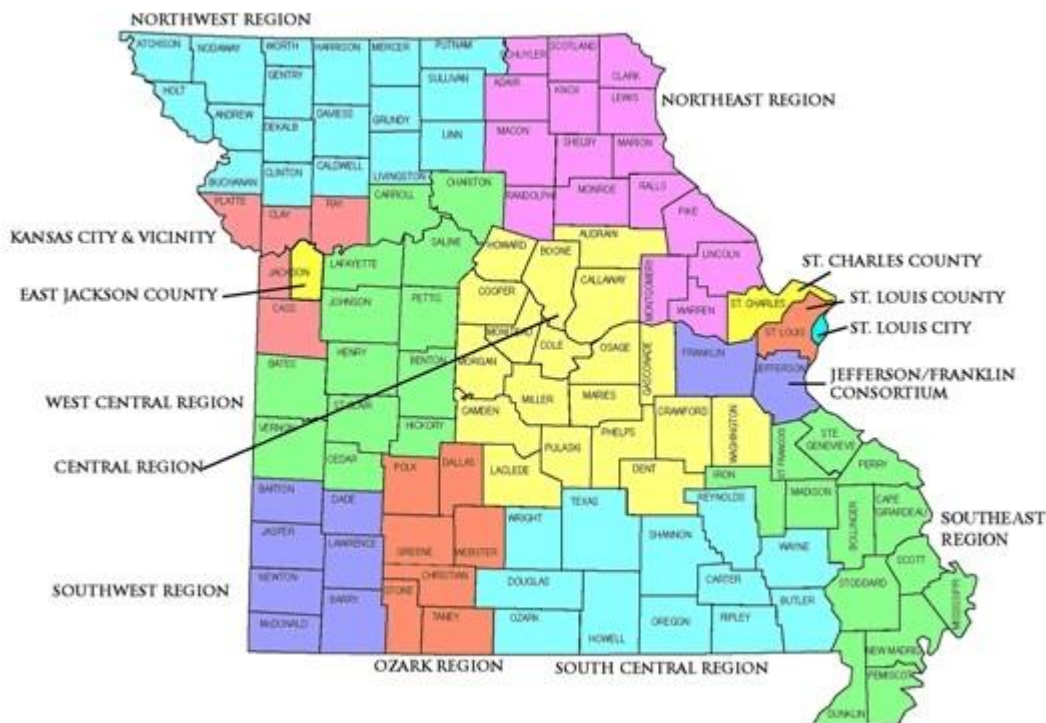 NORTHWEST REGION
ATCHISON
NODAWAY
WORTH
HARRISON
MERCER
PUTNAM
SCHUYLER
SCOTLAND
CLARK
GENTRY
SULLIVAN
ADAIR
KNOX
LEWIS
NORTHEAST REGION
HOLT
ANDREW
DEKALB
DAVIESS
GRUNDY
LINN
MACON
SHELBY
MARION
BUCHANAN
CLINTON
CALDWELL
LIVINGSTON
CHARITON
RANDOLPH
MONROE
RALLS
PIKE
PLATTE
CLAY
RAY
CARROLL
KANSAS CITY & VICINITY
SALINE
HOWARD
BOONE
AUDRAIN
LINCOLN
ST. CHARLES COUNTY
JACKSON
LAFAYETTE
CALLAWAY
MONTGOMERY
WARREN
ST. CHARLES
ST. LOUIS COUNTY
EAST JACKSON COUNTY
CASS
JOHNSON
PETTIS
COOPER
MONITEAU
COLE
OSAGE
GASCONADE
FRANKLIN
ST. LOUIS
ST. LOUIS CITY
BATES
HENRY
BENTON
MORGAN
MILLER
MARIES
JEFFERSON
JEFFERSON/FRANKLIN
CONSORTIUM
WEST CENTRAL REGION
VERNON
ST. CLAIR
HICKORY
CAMDEN
PULASKI
PHELPS
CRAWFORD
WASHINGTON
ST FRANCOIS
STE.
GENEVIEVE
CENTRAL REGION
CEDAR
POLK
DALLAS
LACLEDE
DENT
IRON
PERRY
BARTON
DADE
TEXAS
REYNOLDS
MADISON
BOLLINGER
CAPE
GIRARDEAU
SOUTHEAST
REGION
JASPER
LAWRENCE
GREENE
WEBSTER
WRIGHT
SHANNON
WAYNE
SCOTT
SOUTHWEST REGION
NEWTON
BARRY
CHRISTIAN
STONE
DOUGLAS
CARTER
BUTLER
STODDARD
MISSISSIPPI
McDONALD
TANEY
OZARK
HOWELL
OREGON
RIPLEY
NEW MADRID
OZARK REGION
SOUTH CENTRAL REGION
PEMISCOT
DUNKLIN